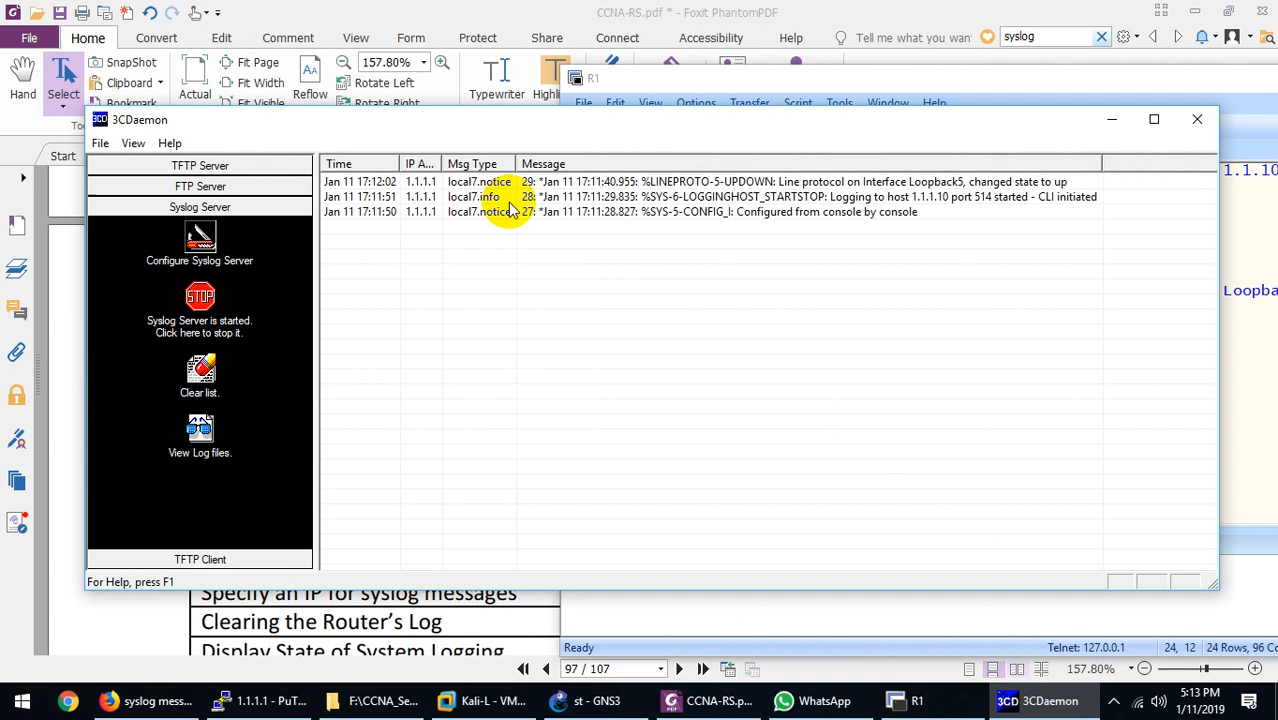 CCNA-RS.pdf * - Foxit PhantomPDF
File Home Convert Edit Comment View Form Protect Share Connect Accessibility Help Tell me what you want syslog
SnapShot
Clipboard
Bookmark
Hand Select Actual Fit Page
Fit Width
Fit Visible
Reflow 157.80%
Rotate Left
Rotate Right
Typewriter
R1
File Edit View Options Transfer Script Tools Window Help
Start
3CDaemon
File View Help
TFTP Server
FTP Server
Syslog Server
Configure Syslog Server
Syslog Server is started.
Click here to stop it.
Clear list.
View Log files.
TFTP Client
Time IP A... Msg Type Message
Jan 11 17:12:02 1.1.1.1 local7.notice 29: *Jan 11 17:11:40.955: %LINEPROTO-5-UPDOWN: Line protocol on Interface Loopback5, changed state to up
Jan 11 17:11:51 1.1.1.1 local7.info 28: *Jan 11 17:11:29.835: %SYS-6-LOGGINGHOST_STARTSTOP: Logging to host 1.1.1.10 port 514 started - CLI initiated
Jan 11 17:11:50 1.1.1.1 local7.notice 27: *Jan 11 17:11:28.827: %SYS-5-CONFIG_I: Configured from console by console
1.1.10
Loopba
For Help, press F1
Specify an IP for syslog messages
Clearing the Router's Log
Display State of System Logging
Ready Telnet: 127.0.0.1 24, 12 24 Rows, 96 Co
97 / 107 157.80%
syslog mess... 1.1.1.1 - PuT... F:\CCNA_Se... Kali-L - VM... st - GNS3 CCNA-RS.p... WhatsApp R1 3CDaemon
5:13 PM
1/11/2019